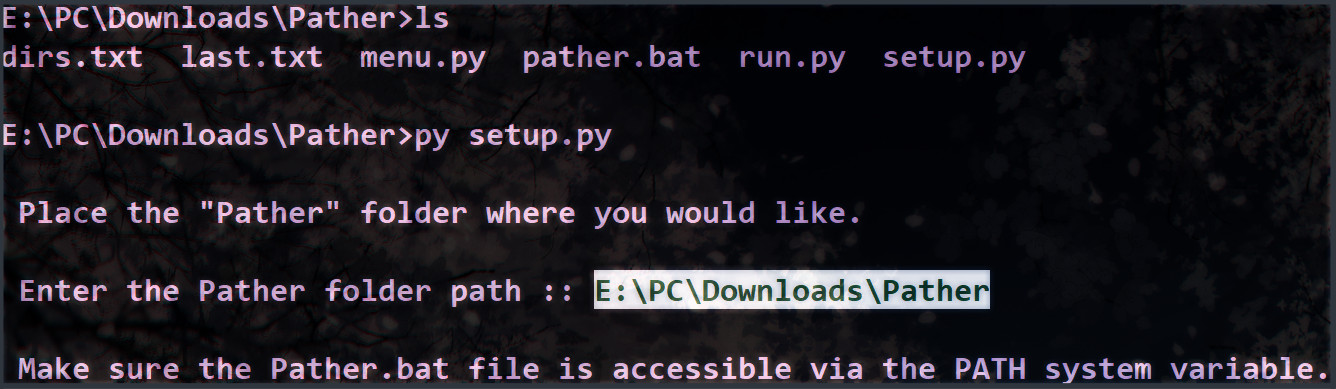 E:\PC\Downloads\Pather>ls
dirs.txt  last.txt  menu.py  pather.bat  run.py  setup.py
E:\PC\Downloads\Pather>py setup.py
Place the "Pather" folder where you would like.
Enter the Pather folder path :: E:\PC\Downloads\Pather
Make sure the Pather.bat file is accessible via the PATH system variable.